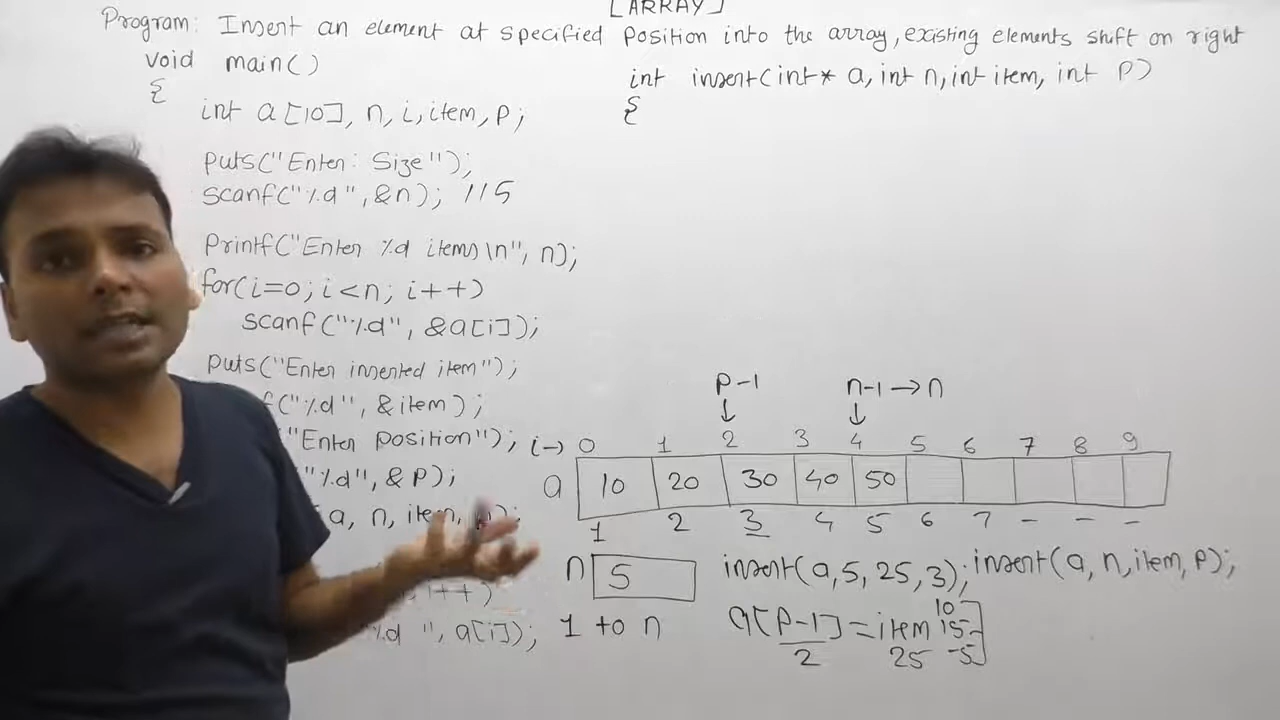 [ARRAY]
Program: Insert an element at specified position into the array, existing elements shift on right
void main()
{
int a[10], n, i, item, p;
puts("Enter: Size");
scanf("%d", &n); //5
printf("Enter %d items\n", n);
for(i=0; i<n; i++)
scanf("%d", &a[i]);
puts("Enter inserted item");
f("%d", &item);
"Enter position");
"%d", &p);
a, n, item,
i++)
%d ", a[i]);
int insert(int* a, int n, int item, int p)
{
p-1 n-1→n
↓ ↓
i→ 0 1 2 3 4 5 6 7 8 9
a 10 20 30 40 50
1 2 3 4 5 6 7 - - -
n 5
1 to n
insert(a,5,25,3); insert(a, n, item, p);
a[p-1] = item
2 25
10
15
-5